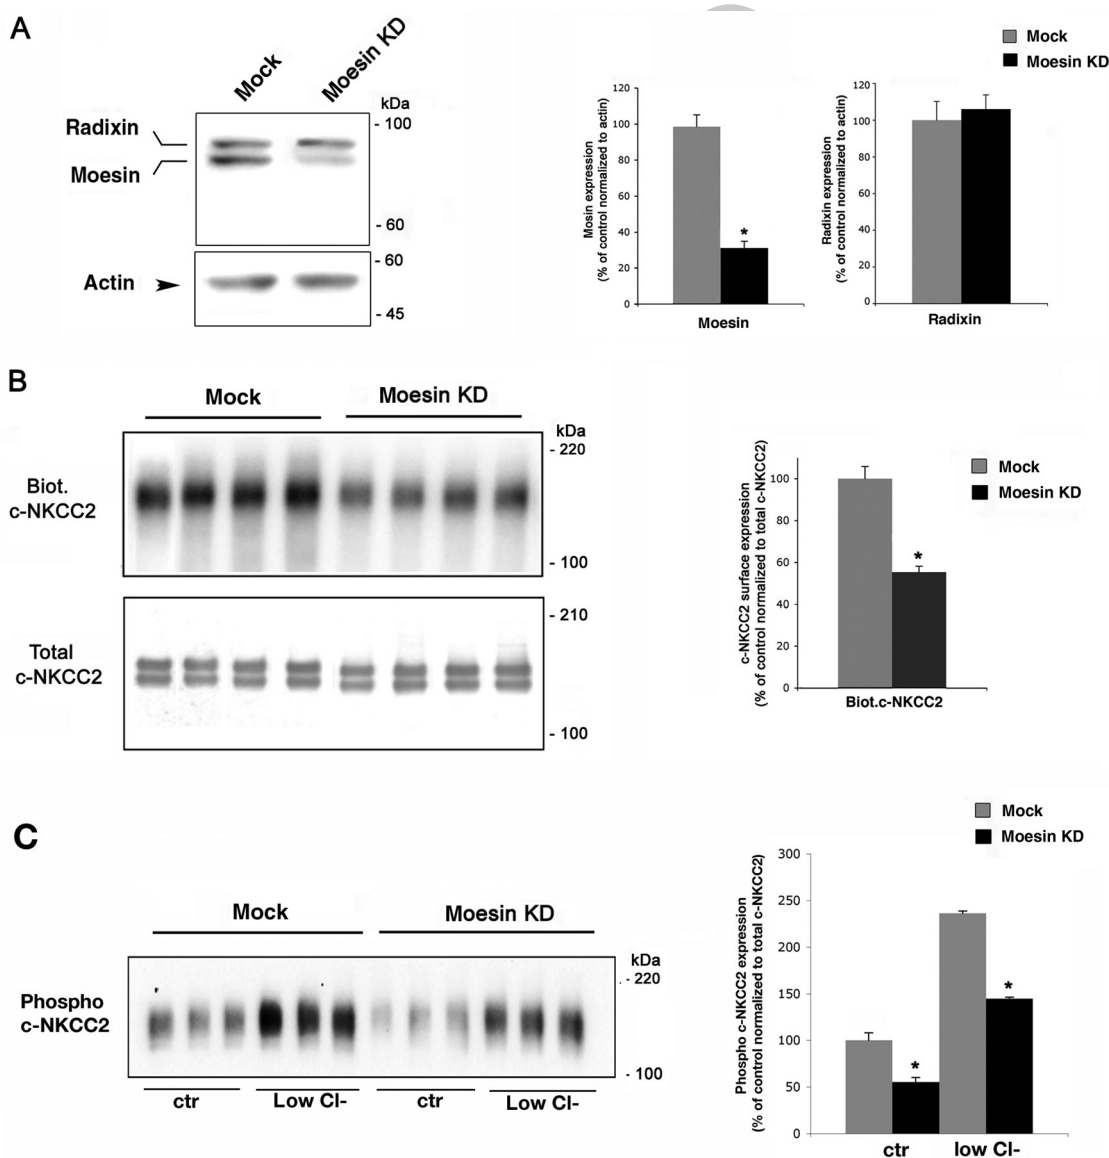 A
Mock
Moesin KD
kDa
Radixin
Moesin
- 100
- 60
Actin
- 60
- 45
Mock
Moesin KD
Mosin expression
(% of control normalized to actin)
120
100
80
60
40
20
0
*
Moesin
Radixin expression
(% of control normalized to actin)
120
100
80
60
40
20
0
Radixin
B
Mock
Moesin KD
kDa
Biot.
c-NKCC2
- 220
- 100
Total
c-NKCC2
- 210
- 100
c-NKCC2 surface expression
(% of control normalized to total c-NKCC2)
100
80
60
40
20
0
*
Biot.c-NKCC2
Mock
Moesin KD
C
Mock
Moesin KD
kDa
Phospho
c-NKCC2
- 220
- 100
ctr
Low Cl-
ctr
Low Cl-
Mock
Moesin KD
Phospho c-NKCC2 expression
(% of control normalized to total c-NKCC2)
300
250
200
150
100
50
0
*
*
ctr
low Cl-